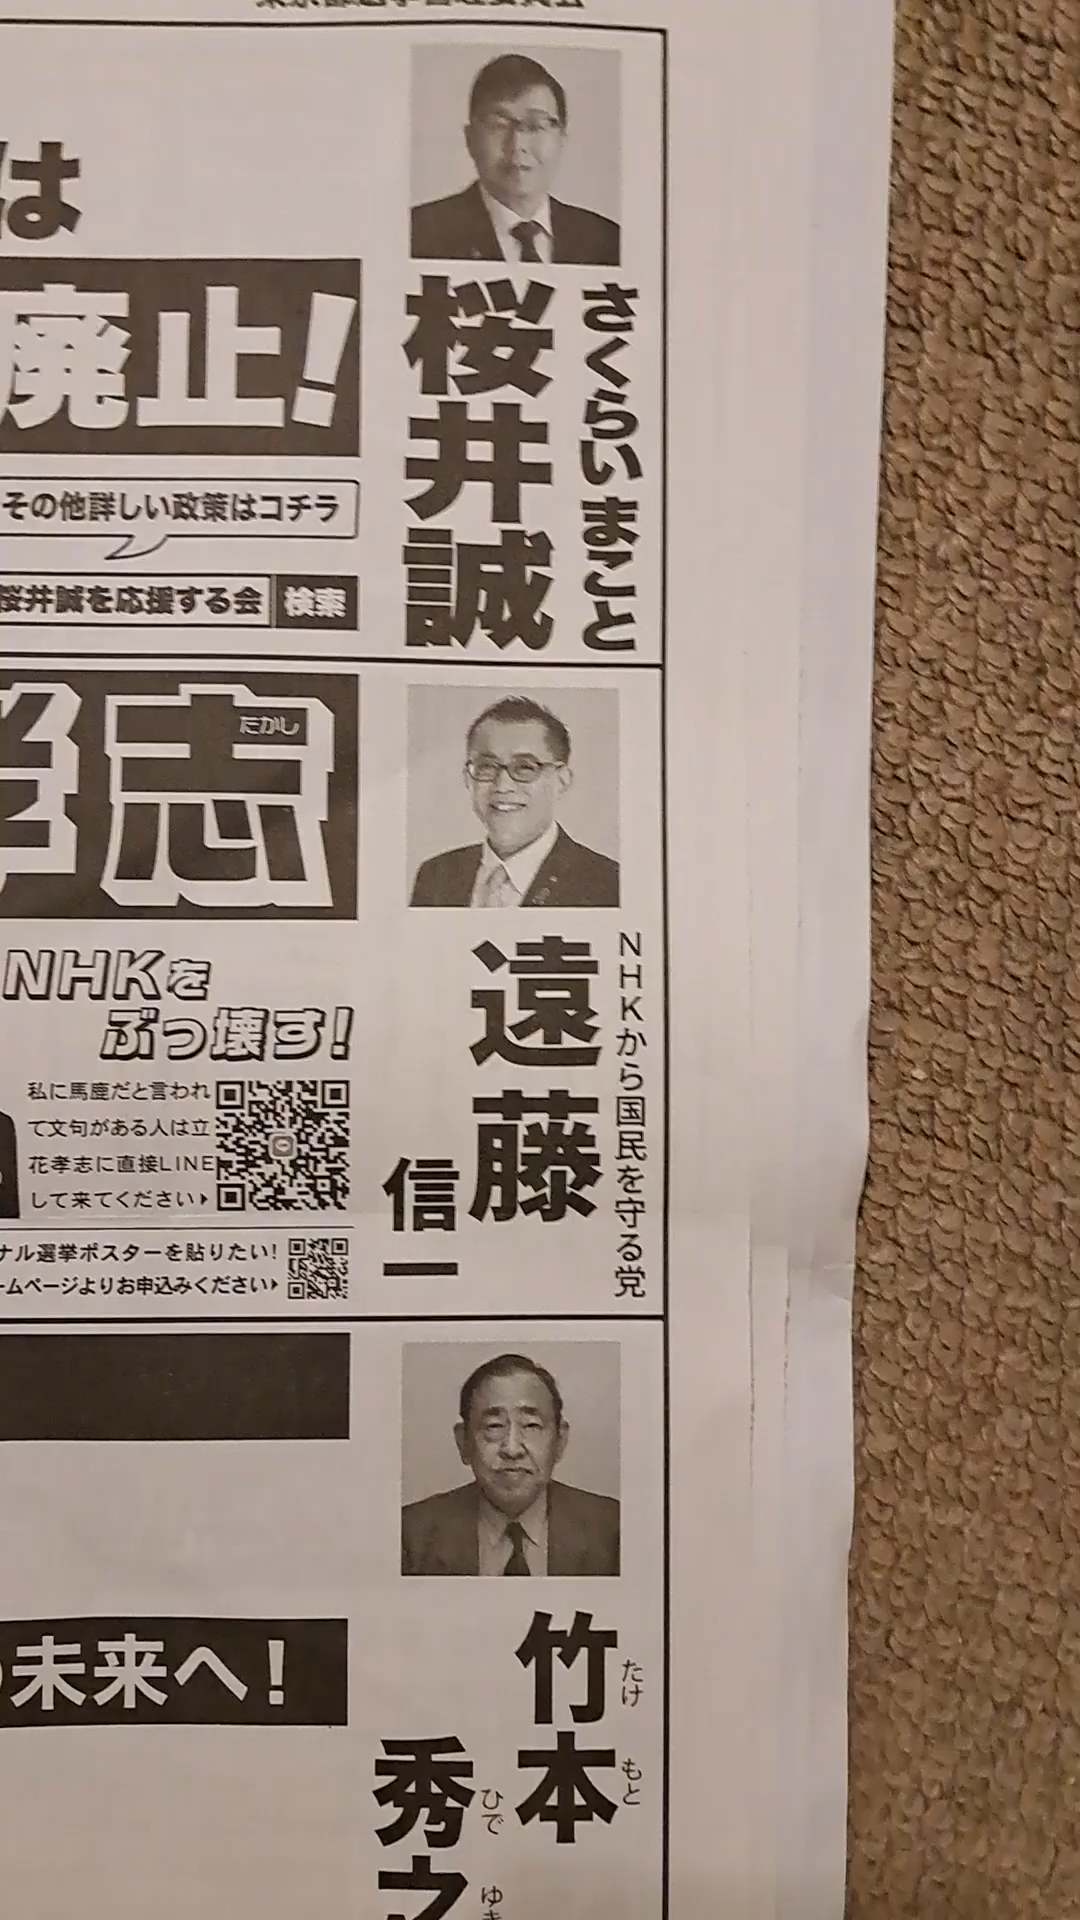 は
廃止!
その他詳しい政策はコチラ
桜井誠を応援する会 検索
さくらいまこと
桜井誠
孝志
たかし
NHKを
ぶっ壊す!
私に馬鹿だと言われ
て文句がある人は立
花孝志に直接LINE
して来てください
ナル選挙ポスターを貼りたい!
ームページよりお申込みください
NHKから国民を守る党
遠藤
信一
未来へ!
竹本
たけ もと
秀之
ひで ゆき